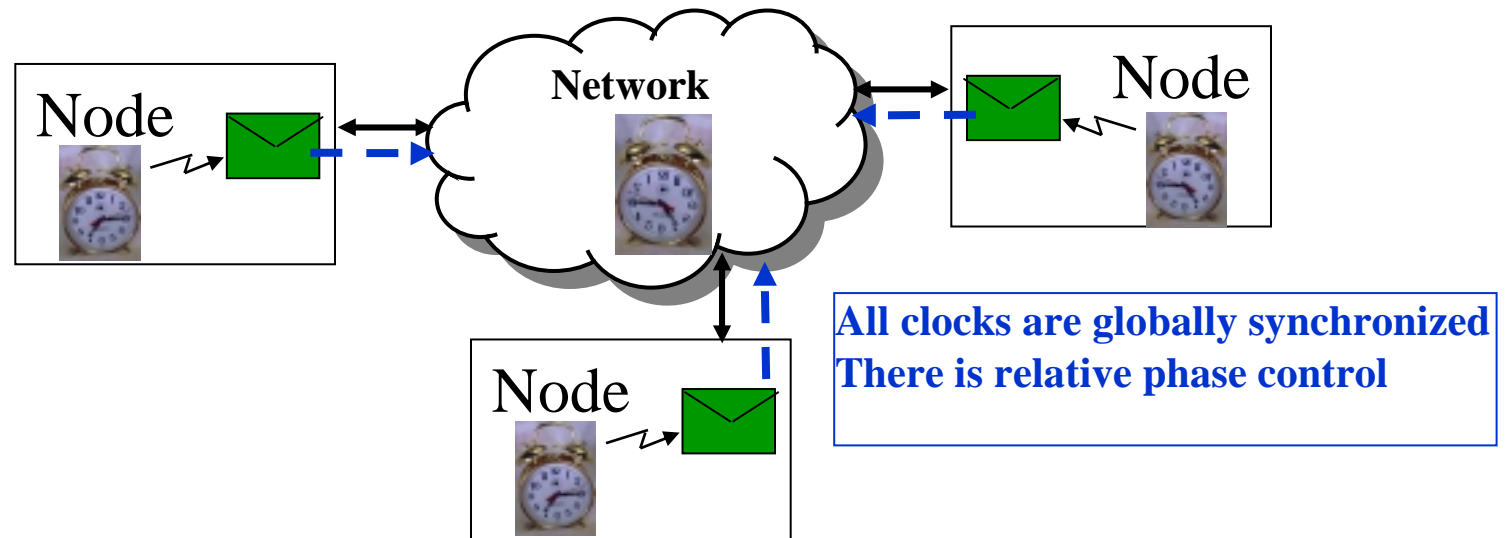 Network
Node
Node
Node
All clocks are globally synchronized
There is relative phase control